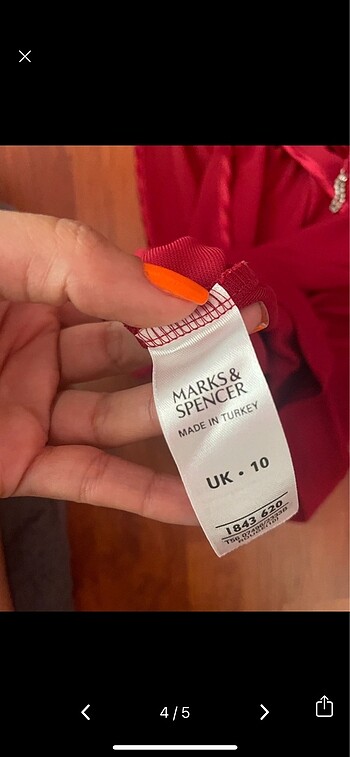 MARKS &
SPENCER
MADE IN TURKEY
UK • 10
1843 620
4 / 5